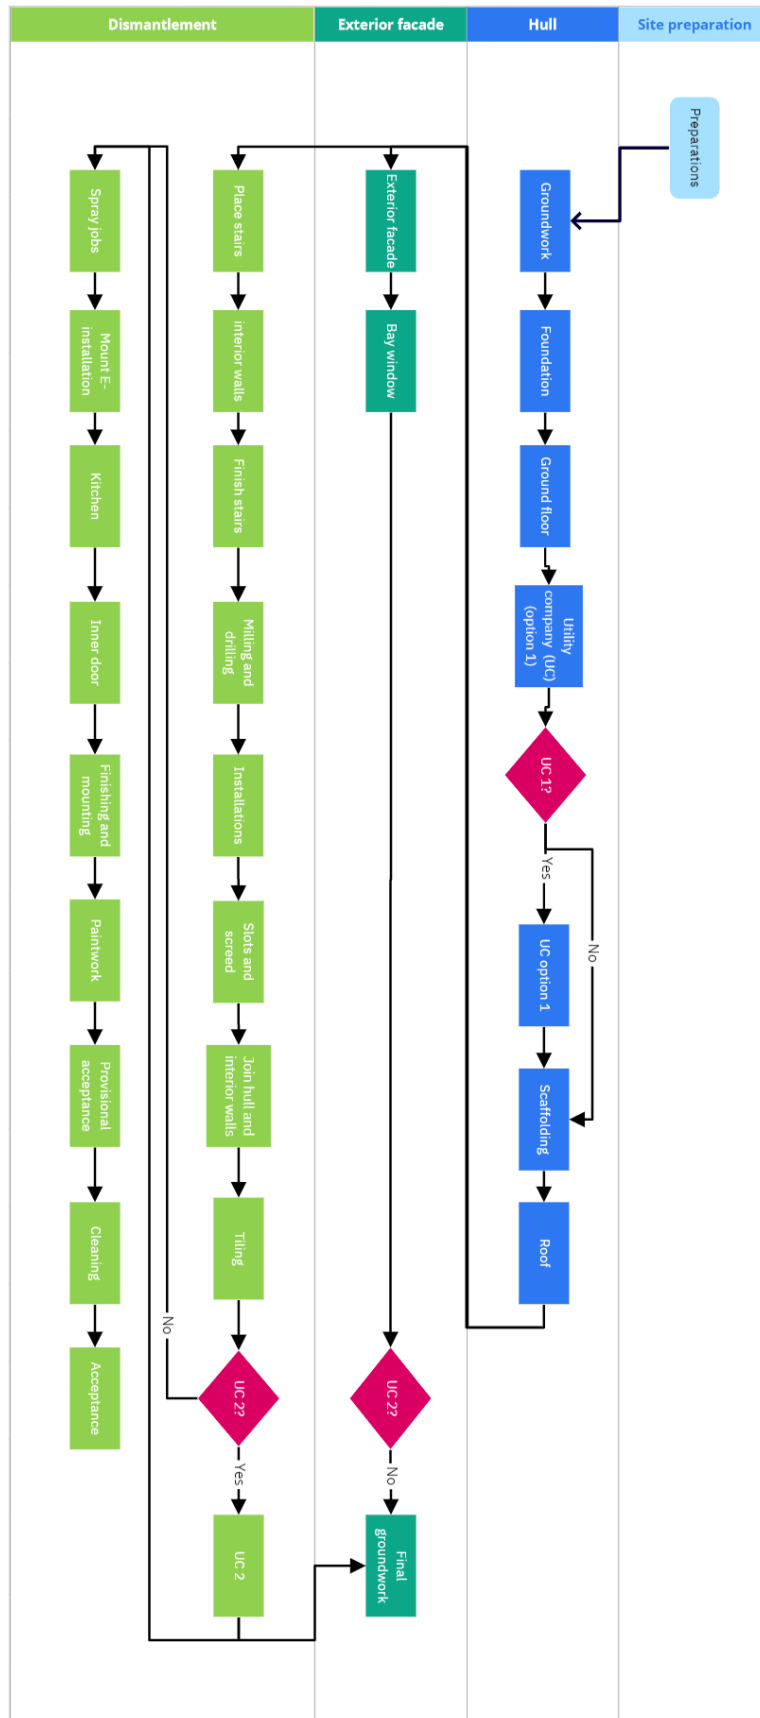 Dismantlement
Exterior facade
Hull
Site preparation
Preparations
Groundwork
Foundation
Ground floor
Utility
company (UC)
(option 1)
UC 1?
Yes
No
UC option 1
Scaffolding
Roof
Exterior facade
Bay window
UC 2?
No
Final
groundwork
Place stairs
interior walls
Finish stairs
Milling and
drilling
Installations
Slots and
screed
Join hull and
interior walls
Tiling
UC 2?
No
Yes
UC 2
Spray jobs
Mount E-
installation
Kitchen
Inner door
Finishing and
mounting
Paintwork
Provisional
acceptance
Cleaning
Acceptance